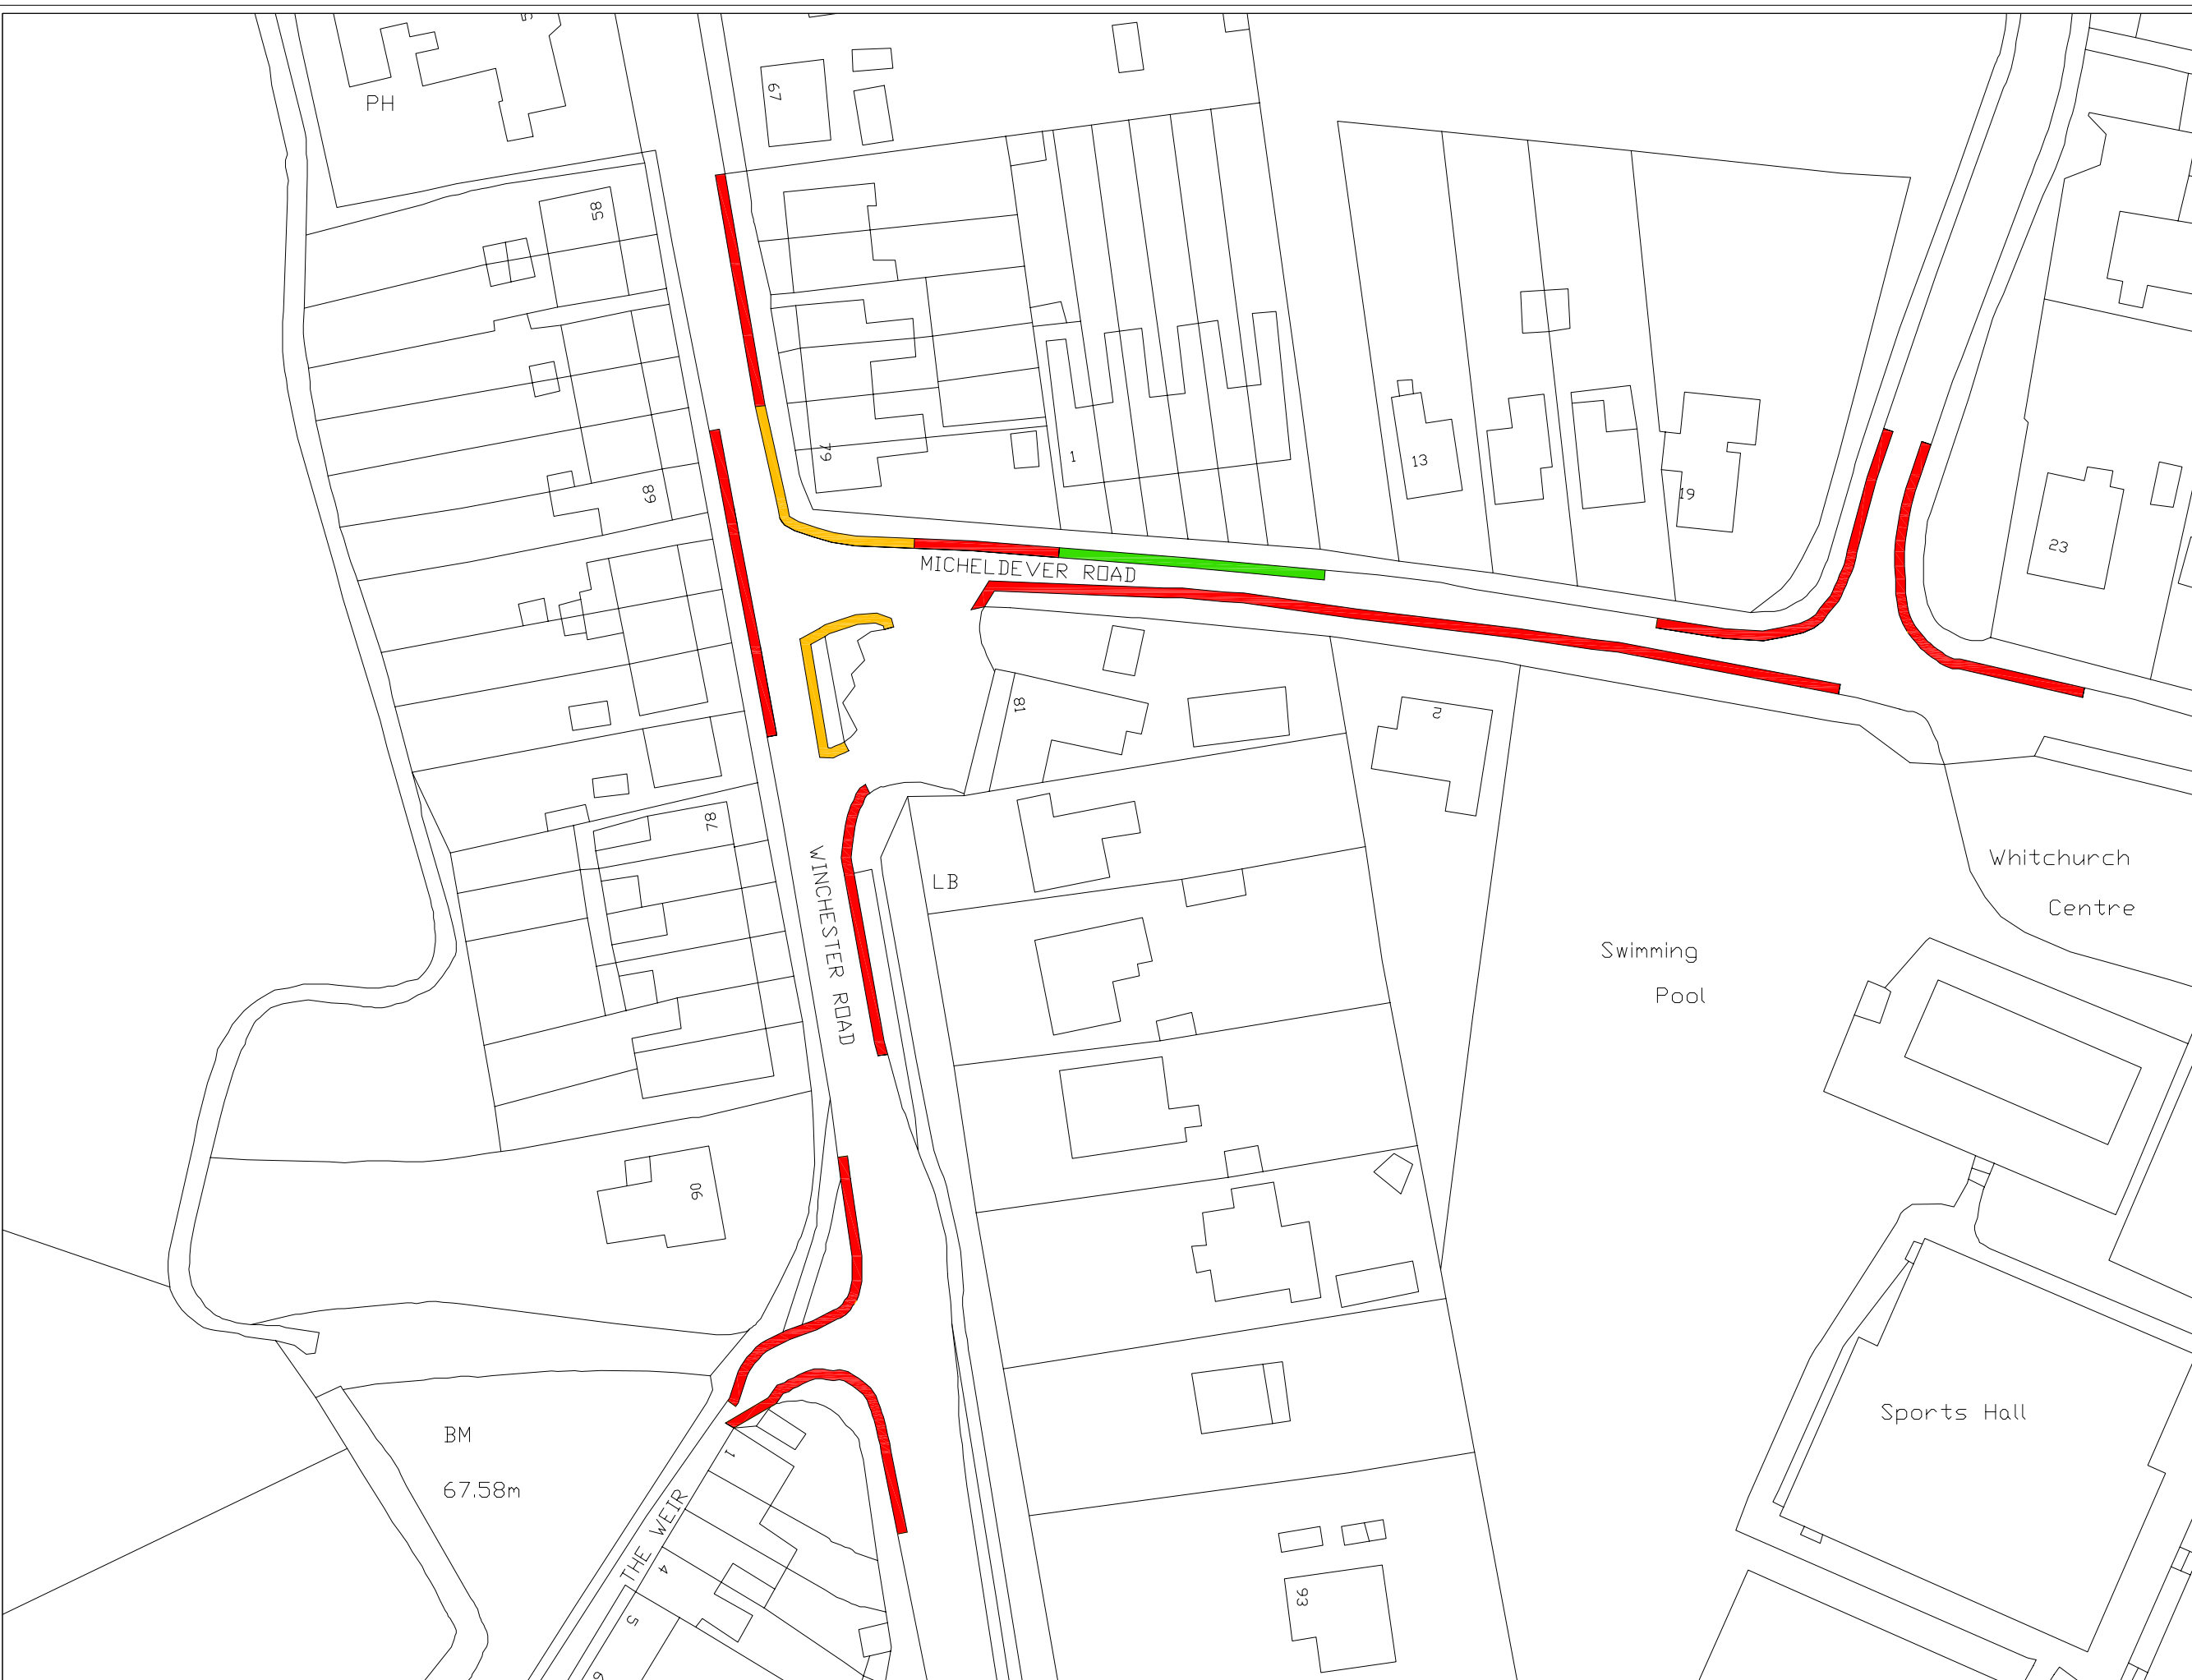 PH
67
58
68
79
1
13
19
23
MICHELDEVER ROAD
81
2
78
WINCHESTER ROAD
LB
Whitchurch
Centre
Swimming
Pool
90
Sports Hall
BM
67.58m
1
THE WEIR
4
5
93